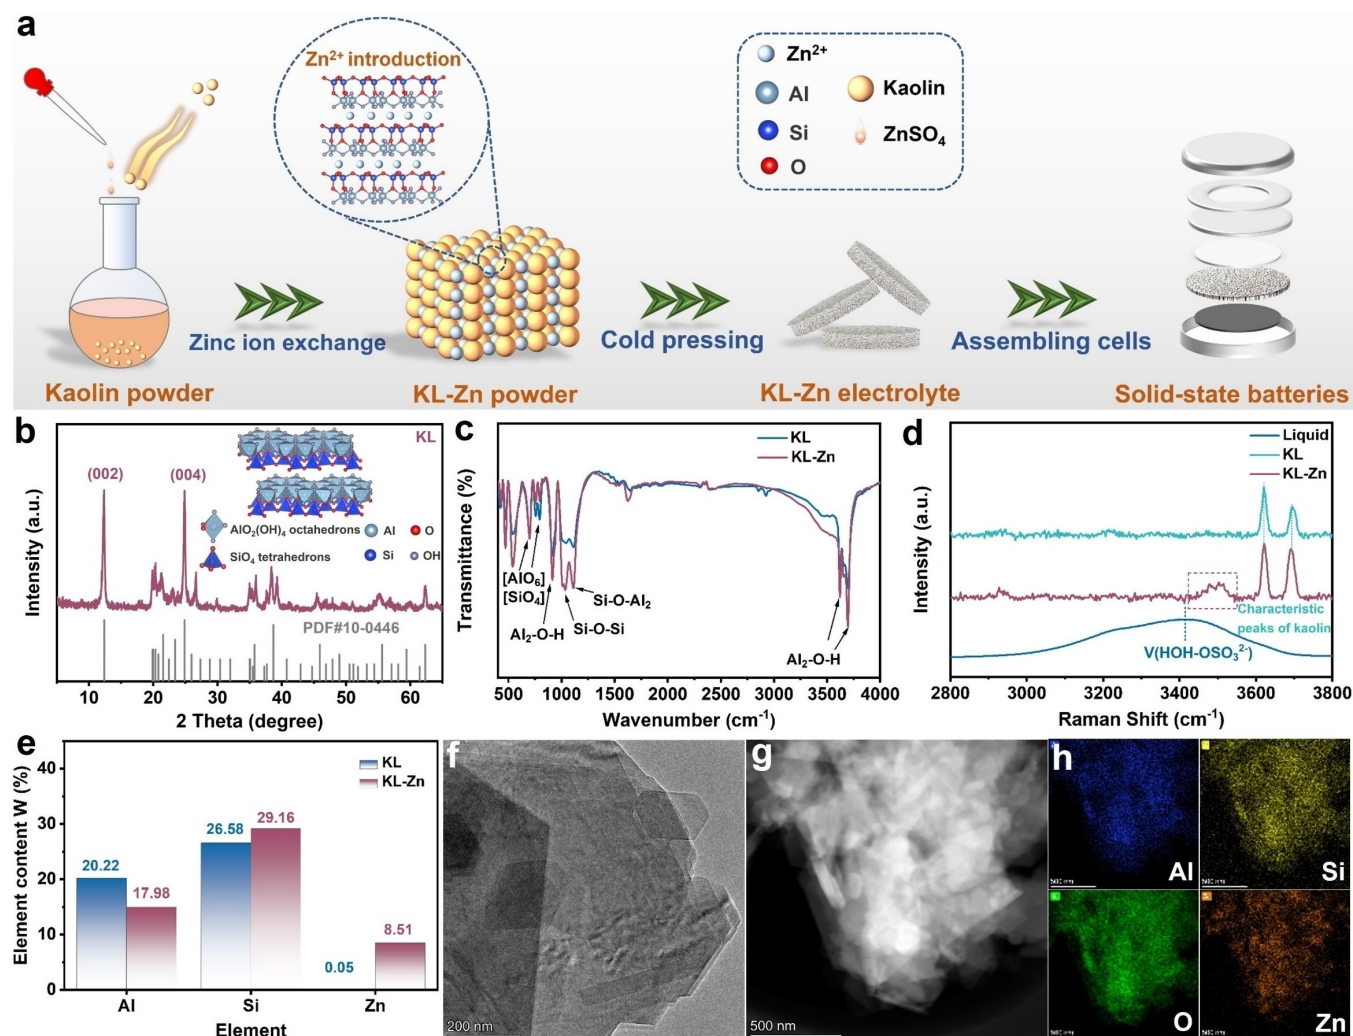 a
Zn²⁺ introduction
Zn²⁺
Al
Si
O
Kaolin
ZnSO₄
Zinc ion exchange
Cold pressing
Assembling cells
Kaolin powder
KL-Zn powder
KL-Zn electrolyte
Solid-state batteries
b
KL
(002)
(004)
AlO₂(OH)₄ octahedrons
SiO₄ tetrahedrons
Al
O
Si
OH
PDF#10-0446
Intensity (a.u.)
10 20 30 40 50 60
2 Theta (degree)
c
KL
KL-Zn
[AlO₆]
[SiO₄]
Al₂-O-H
Si-O-Si
Si-O-Al₂
Al₂-O-H
Transmittance (%)
500 1000 1500 2000 2500 3000 3500 4000
Wavenumber (cm⁻¹)
d
Liquid
KL
KL-Zn
Characteristic
peaks of kaolin
V(HOH-OSO₃²⁻)
Intensity (a.u.)
2800 3000 3200 3400 3600 3800
Raman Shift (cm⁻¹)
e
KL
KL-Zn
40
30
20
10
0
20.22
17.98
26.58
29.16
0.05
8.51
Al Si Zn
Element content W (%)
Element
f
200 nm
g
500 nm
h
Al
Si
O
Zn